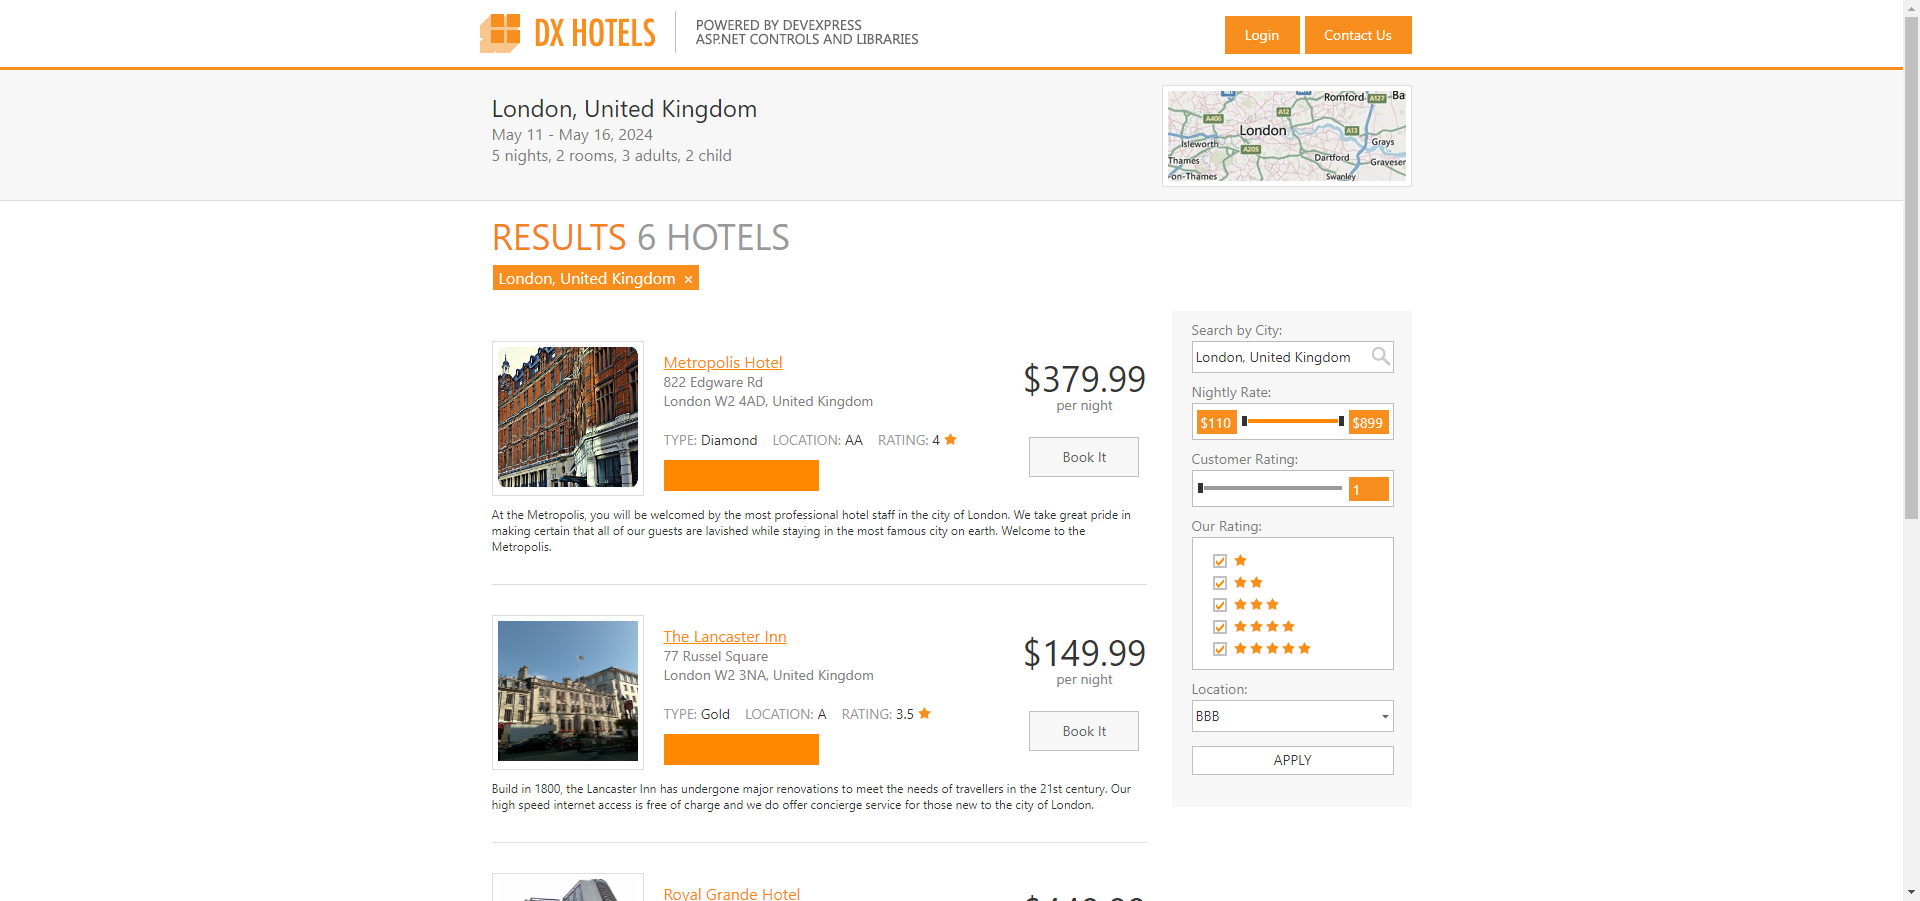 DX HOTELS
POWERED BY DEVEXPRESS
ASP.NET CONTROLS AND LIBRARIES
Login
Contact Us
London, United Kingdom
May 11 - May 16, 2024
5 nights, 2 rooms, 3 adults, 2 child
Romford A127 Ba
A12
A406
London A13
Isleworth A205 Grays
Thames Dartford Gravesen
-on-Thames Swanley
RESULTS 6 HOTELS
London, United Kingdom ×
Metropolis Hotel
822 Edgware Rd
London W2 4AD, United Kingdom
TYPE: Diamond LOCATION: AA RATING: 4
$379.99
per night
Book It
At the Metropolis, you will be welcomed by the most professional hotel staff in the city of London. We take great pride in
making certain that all of our guests are lavished while staying in the most famous city on earth. Welcome to the
Metropolis.
The Lancaster Inn
77 Russel Square
London W2 3NA, United Kingdom
TYPE: Gold LOCATION: A RATING: 3.5
$149.99
per night
Book It
Build in 1800, the Lancaster Inn has undergone major renovations to meet the needs of travellers in the 21st century. Our
high speed internet access is free of charge and we do offer concierge service for those new to the city of London.
Royal Grande Hotel
Search by City:
London, United Kingdom
Nightly Rate:
$110 $899
Customer Rating:
1
Our Rating:
Location:
BBB
APPLY